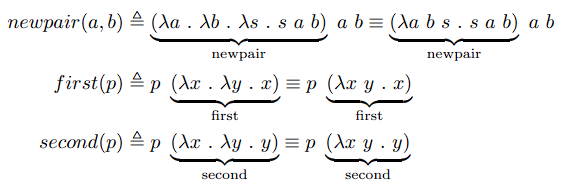 newpair(a, b) ≜ (λa . λb . λs . s a b) a b ≡ (λa b s . s a b) a b
newpair newpair
first(p) ≜ p (λx . λy . x) ≡ p (λx y . x)
first first
second(p) ≜ p (λx . λy . y) ≡ p (λx y . y)
second second